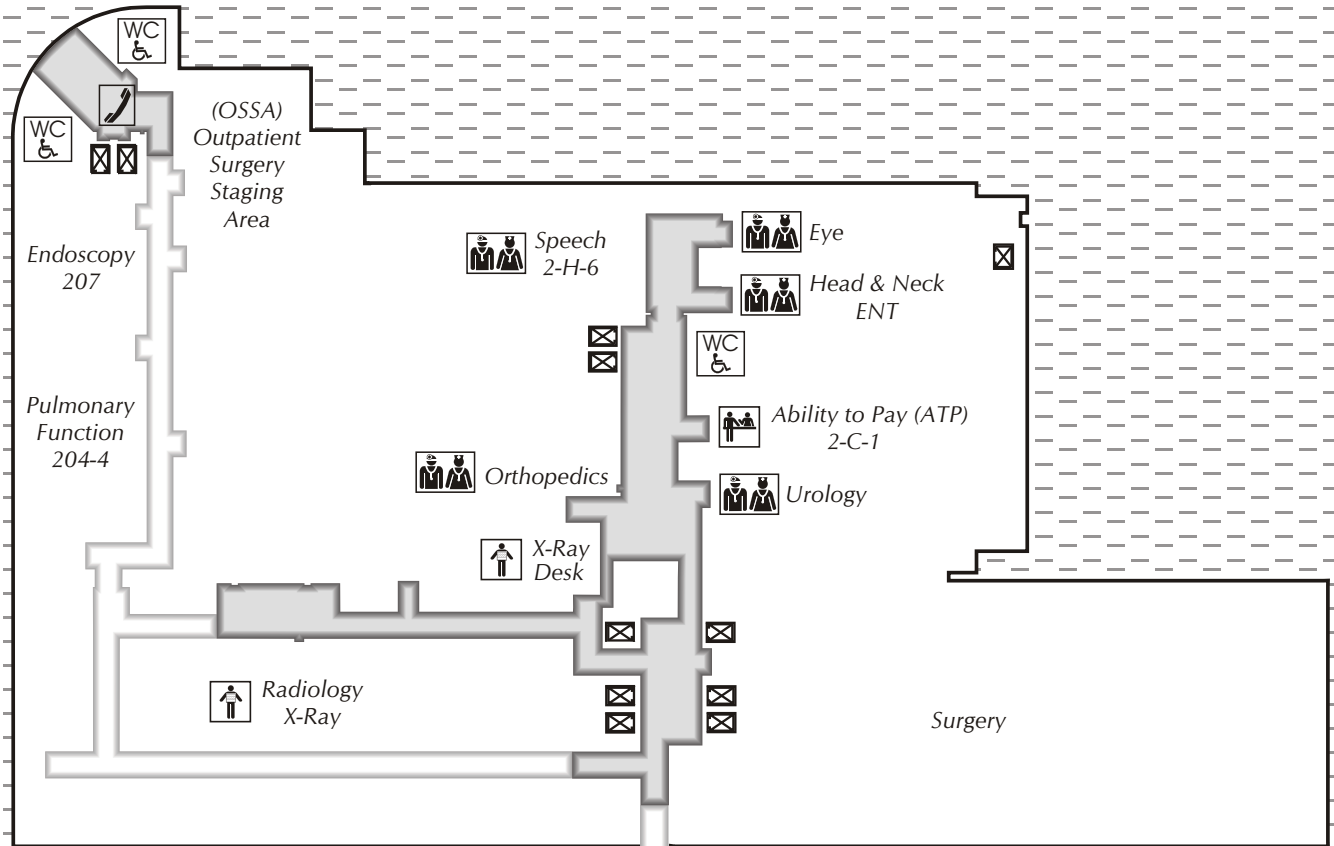 WC
(OSSA)
Outpatient
Surgery
Staging
Area
WC
Endoscopy
207
Speech
2-H-6
Eye
Head & Neck
ENT
WC
Pulmonary
Function
204-4
Ability to Pay (ATP)
2-C-1
Orthopedics
Urology
X-Ray
Desk
Radiology
X-Ray
Surgery